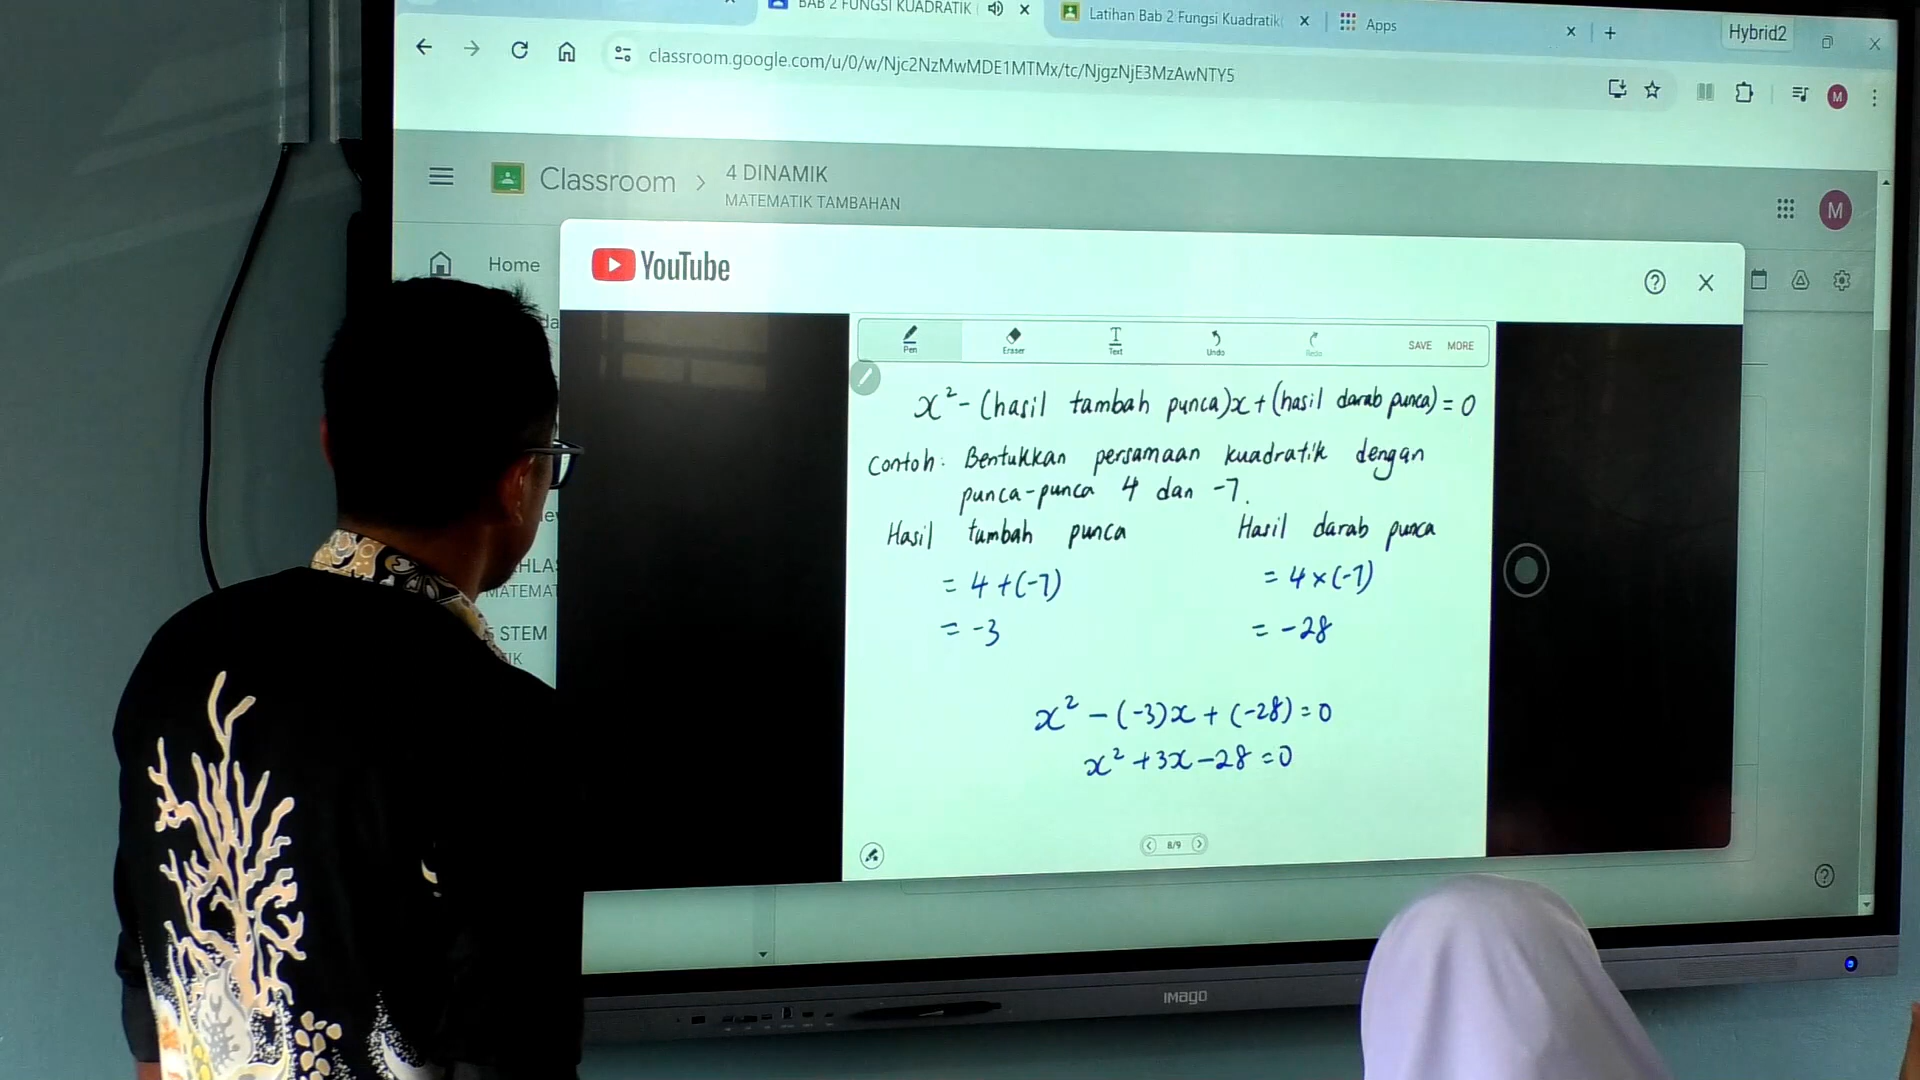 BAB 2 FUNGSI KUADRATIK
Latihan Bab 2 Fungsi Kuadratik
Apps
Hybrid2
classroom.google.com/u/0/w/Njc2NzMwMDE1MTMx/tc/NjgzNjE3MzAwNTY5
M
Classroom > 4 DINAMIK
MATEMATIK TAMBAHAN
M
Home
YouTube
Pen
Eraser
Text
Undo
Redo
SAVE MORE
x² - (hasil tambah punca)x + (hasil darab punca) = 0
Contoh: Bentukkan persamaan kuadratik dengan
punca-punca 4 dan -7.
Hasil tambah punca
Hasil darab punca
= 4 + (-7)
= 4 × (-7)
= -3
= -28
x² - (-3)x + (-28) = 0
x² + 3x - 28 = 0
8/9
STEM
IMAGO